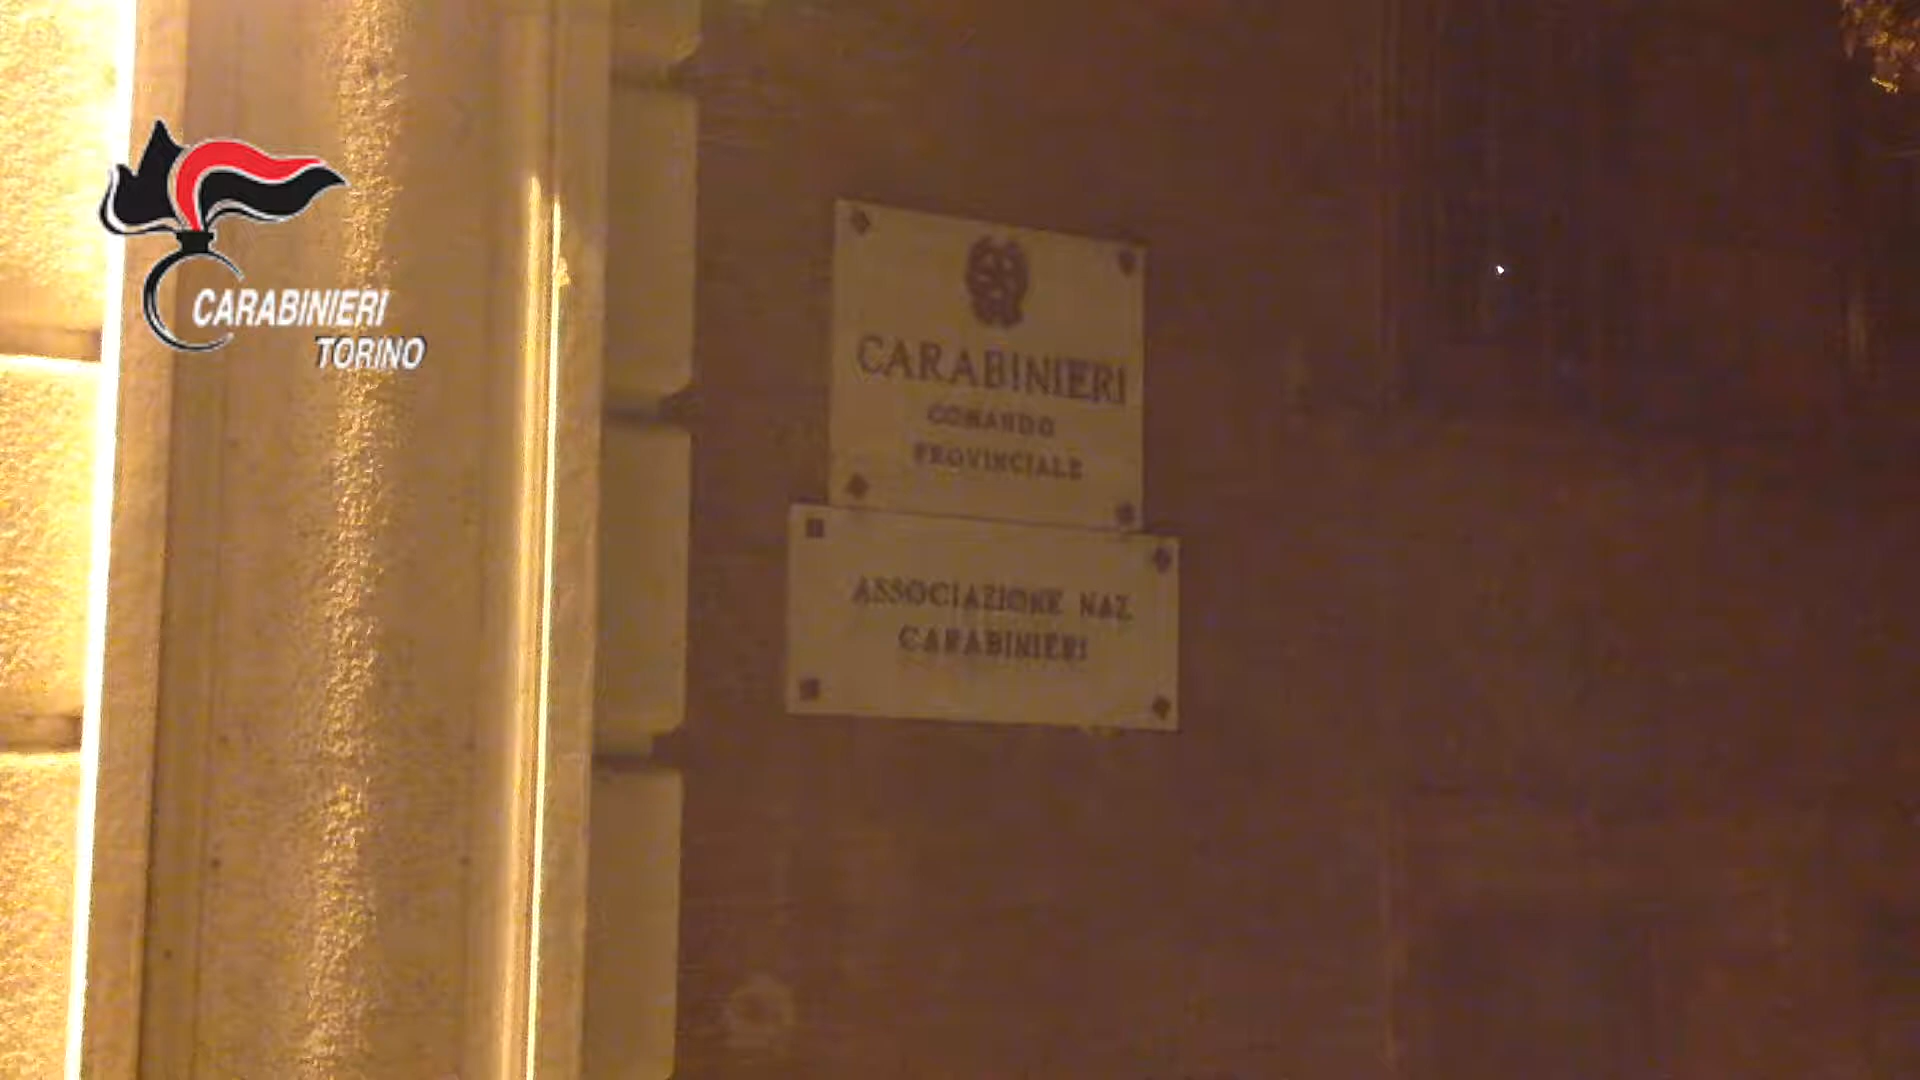 CARABINIERI
TORINO
CARABINIERI
COMANDO
PROVINCIALE
ASSOCIAZIONE NAZ.
CARABINIERI